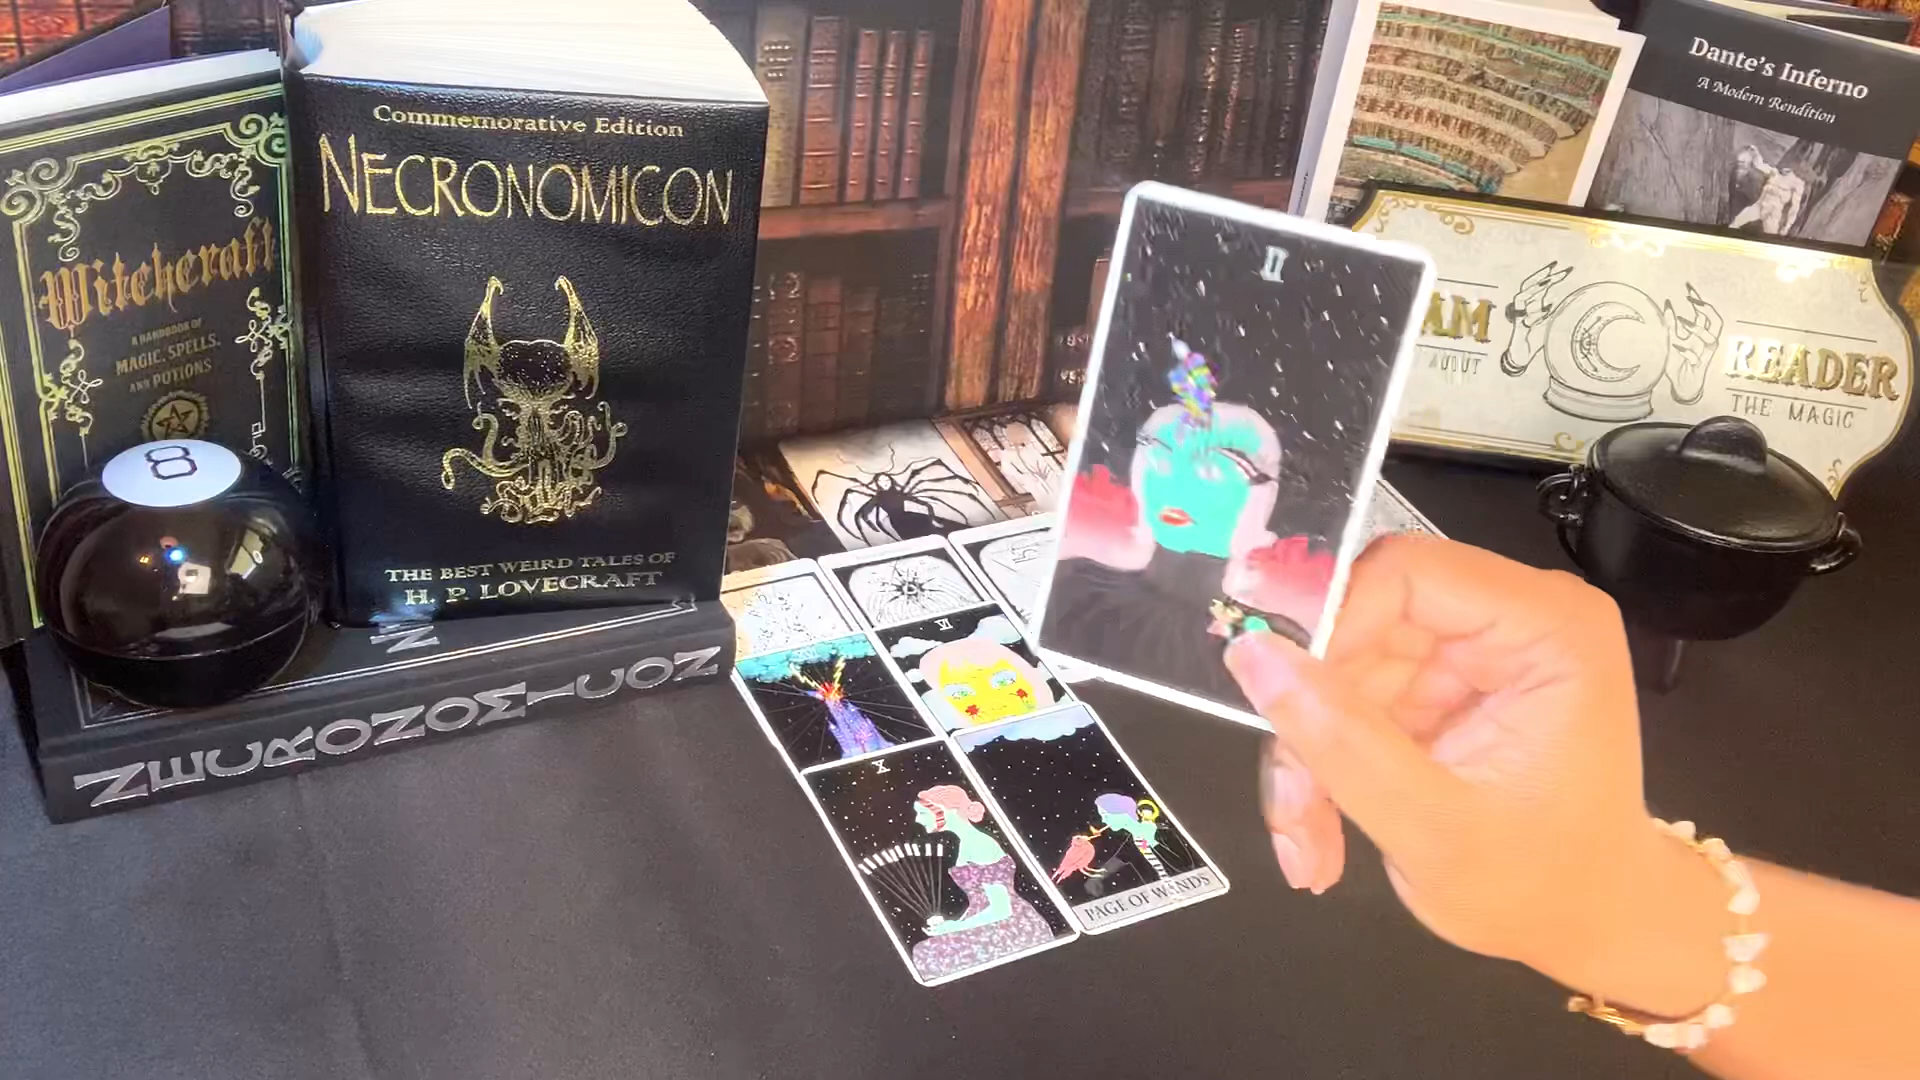 Witchcraft
A HANDBOOK OF
MAGIC, SPELLS,
AND POTIONS
8
Commemorative Edition
NECRONOMICON
THE BEST WEIRD TALES OF
H. P. LOVECRAFT
NECRONOMICON
II
VI
X
PAGE OF WANDS
Dante's Inferno
A Modern Rendition
READER
THE MAGIC